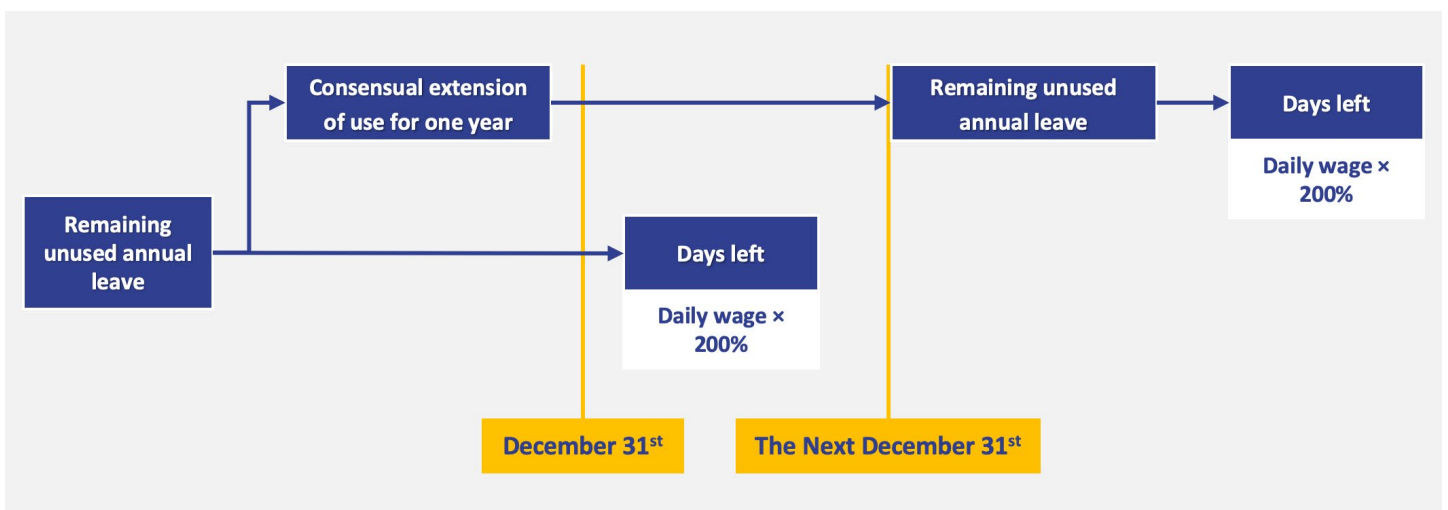 Consensual extension
of use for one year
Remaining unused
annual leave
Days left
Daily wage ×
200%
Remaining
unused annual
leave
Days left
Daily wage ×
200%
December 31st
The Next December 31st